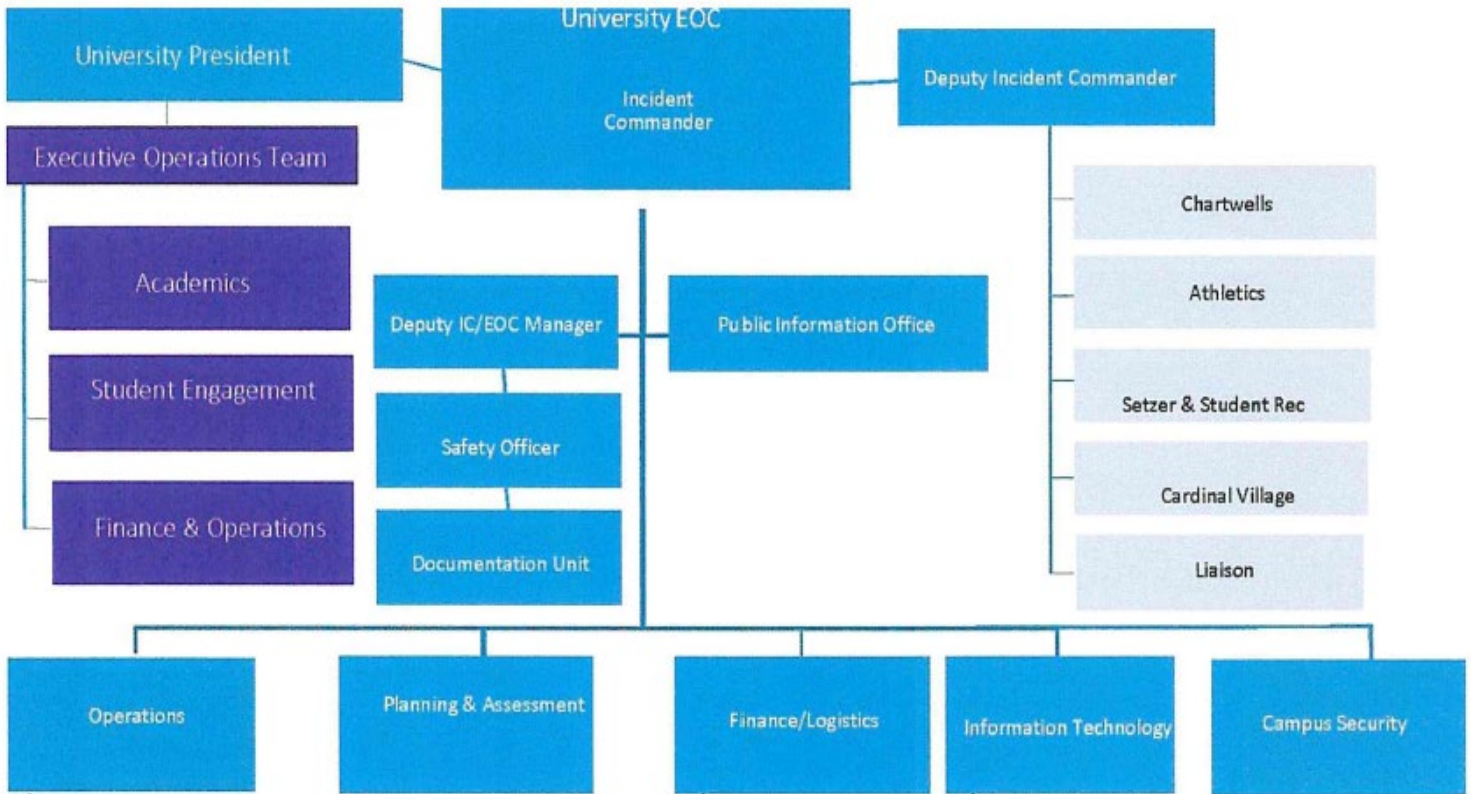 University President
University EOC
Incident
Commander
Deputy Incident Commander
Executive Operations Team
Academics
Student Engagement
Finance & Operations
Deputy IC/EOC Manager
Public Information Office
Safety Officer
Documentation Unit
Chartwells
Athletics
Setzer & Student Rec
Cardinal Village
Liaison
Operations
Planning & Assessment
Finance/Logistics
Information Technology
Campus Security